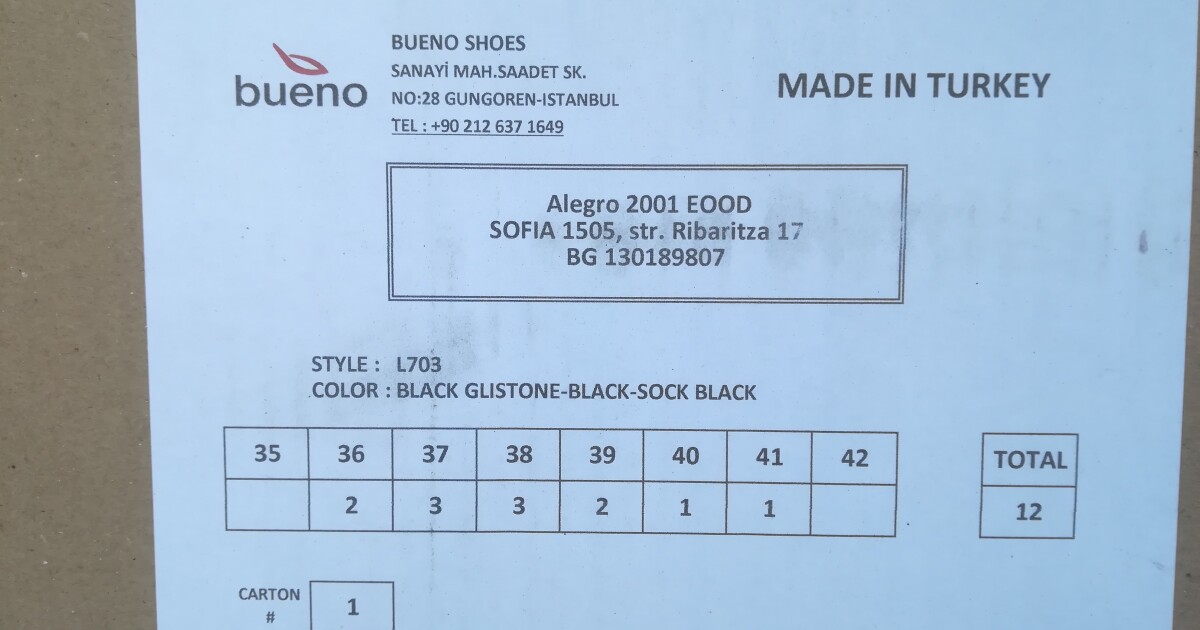 bueno
BUENO SHOES
SANAYİ MAH.SAADET SK.
NO:28 GUNGOREN-ISTANBUL
TEL : +90 212 637 1649
MADE IN TURKEY
Alegro 2001 EOOD
SOFIA 1505, str. Ribaritza 17
BG 130189807
STYLE : L703
COLOR : BLACK GLISTONE-BLACK-SOCK BLACK
35 36 37 38 39 40 41 42 TOTAL
2 3 3 2 1 1 12
CARTON # 1